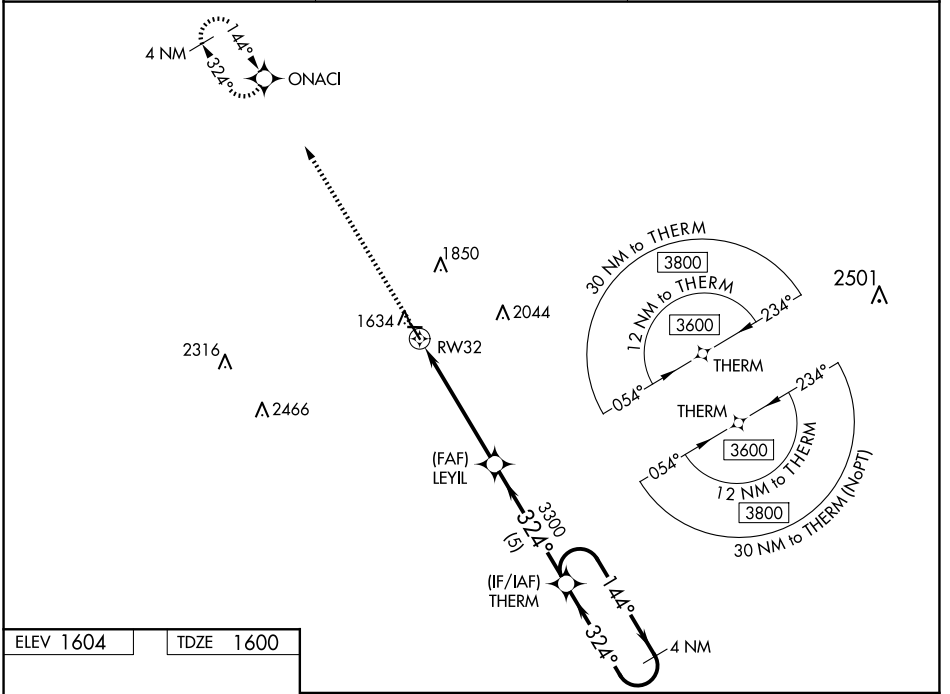 4 NM
144°
324°
ONACI
1850
30 NM to THERM
3800
12 NM to THERM
3600
234°
054°
THERM
2501
1634
2044
RW32
2316
2466
THERM
234°
054°
3600
12 NM to THERM
3800
30 NM to THERM (NoPT)
(FAF)
LEYIL
3300
324°
(5)
(IF/IAF)
THERM
144°
324°
4 NM
ELEV 1604
TDZE 1600